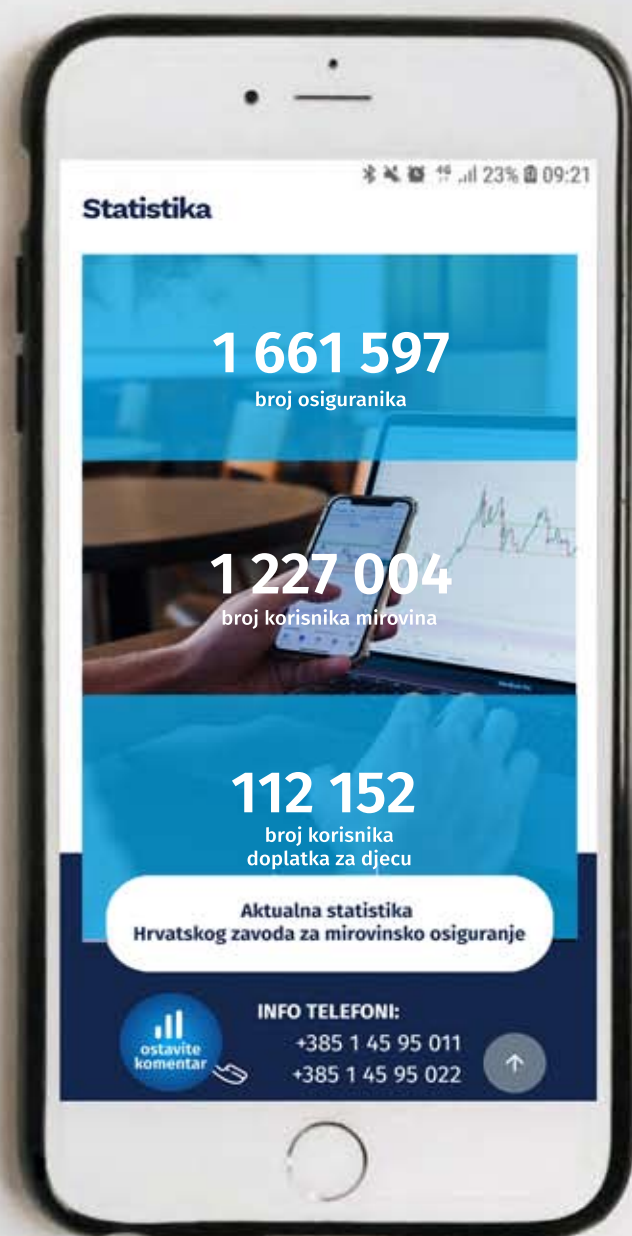 23% 09:21
Statistika
1 661 597
broj osiguranika
1 227 004
broj korisnika mirovina
112 152
broj korisnika
doplatka za djecu
Aktualna statistika
Hrvatskog zavoda za mirovinsko osiguranje
ostavite
komentar
INFO TELEFONI:
+385 1 45 95 011
+385 1 45 95 022